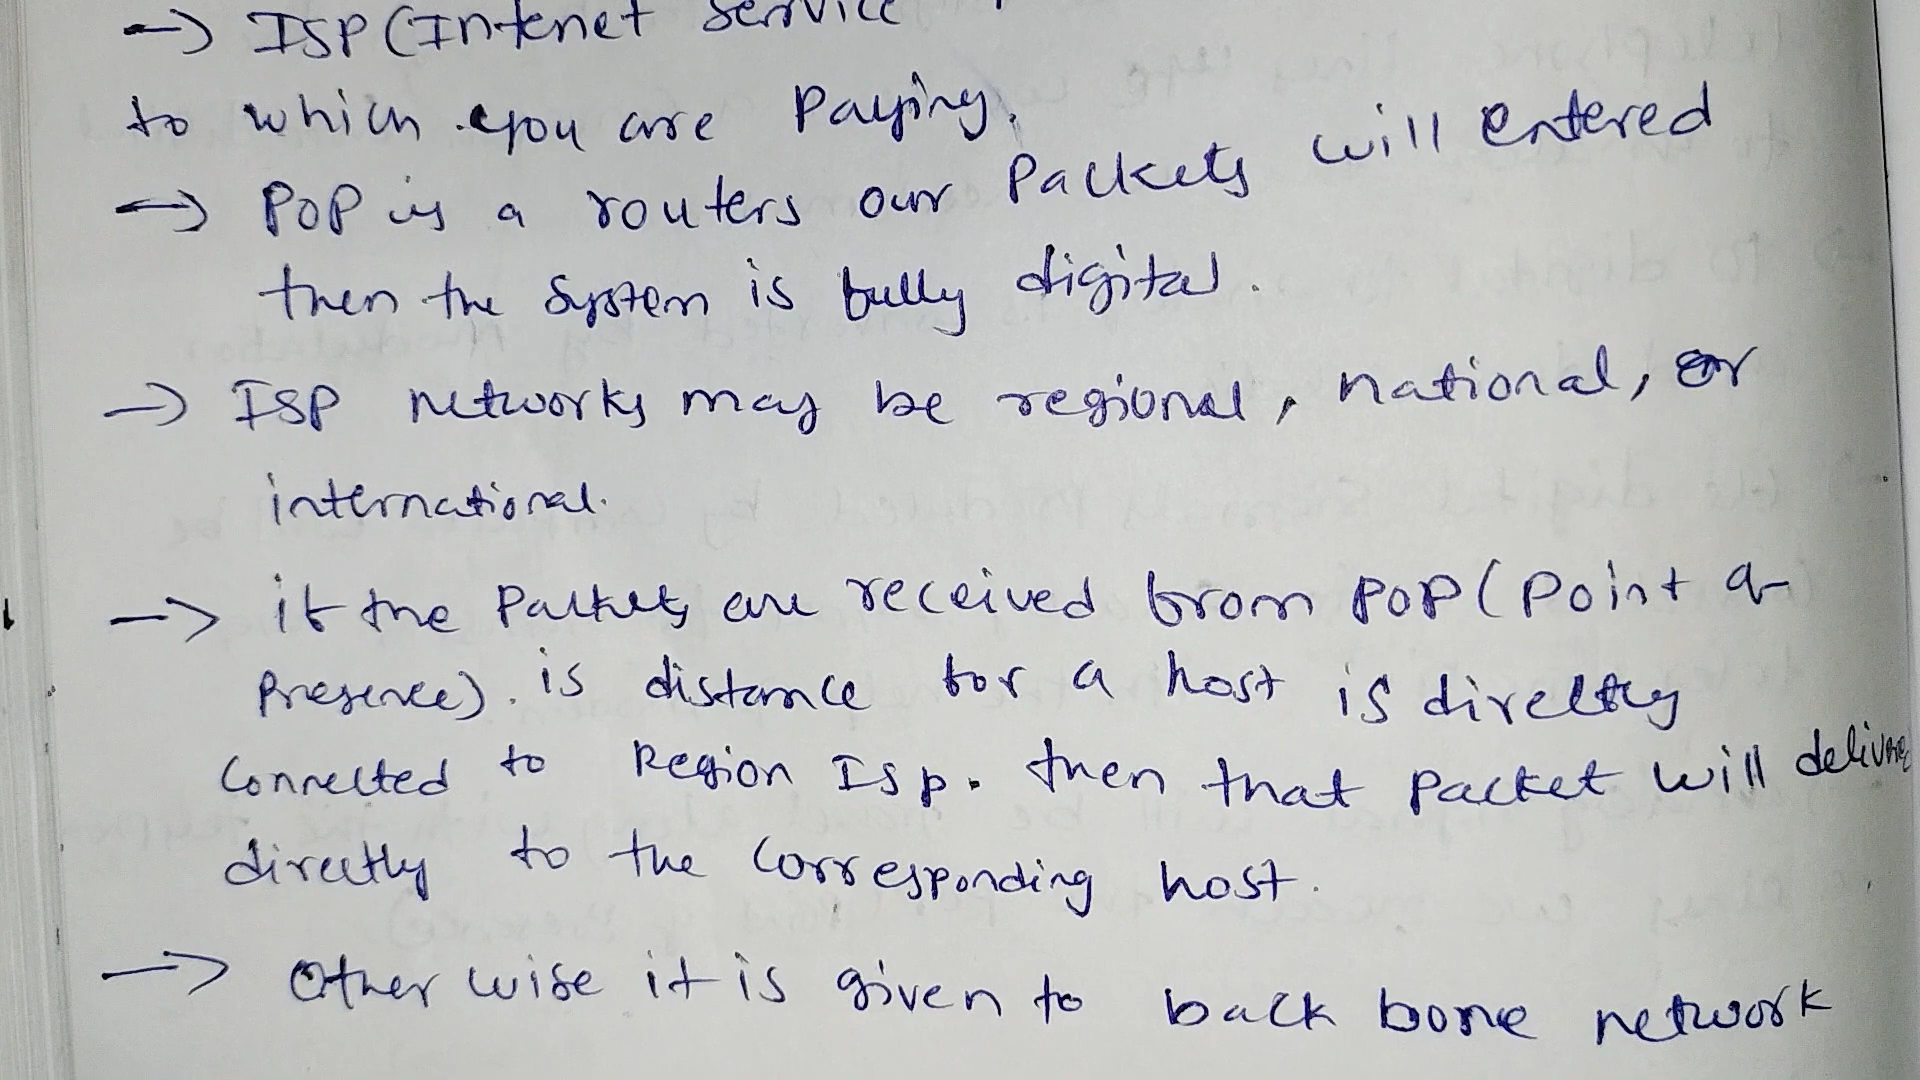 → ISP (Intenet Service
to which you are Paying.
→ POP is a routers our Packets will entered
then the System is fully digital.
→ ISP networks may be regional, national, or
international.
→ if the Packets are received from POP (Point of
Presence). is distance for a host is directly
Connected to Region Isp. then that Packet will delivered
directly to the Corresponding host.
→ Other wise it is given to back bone network